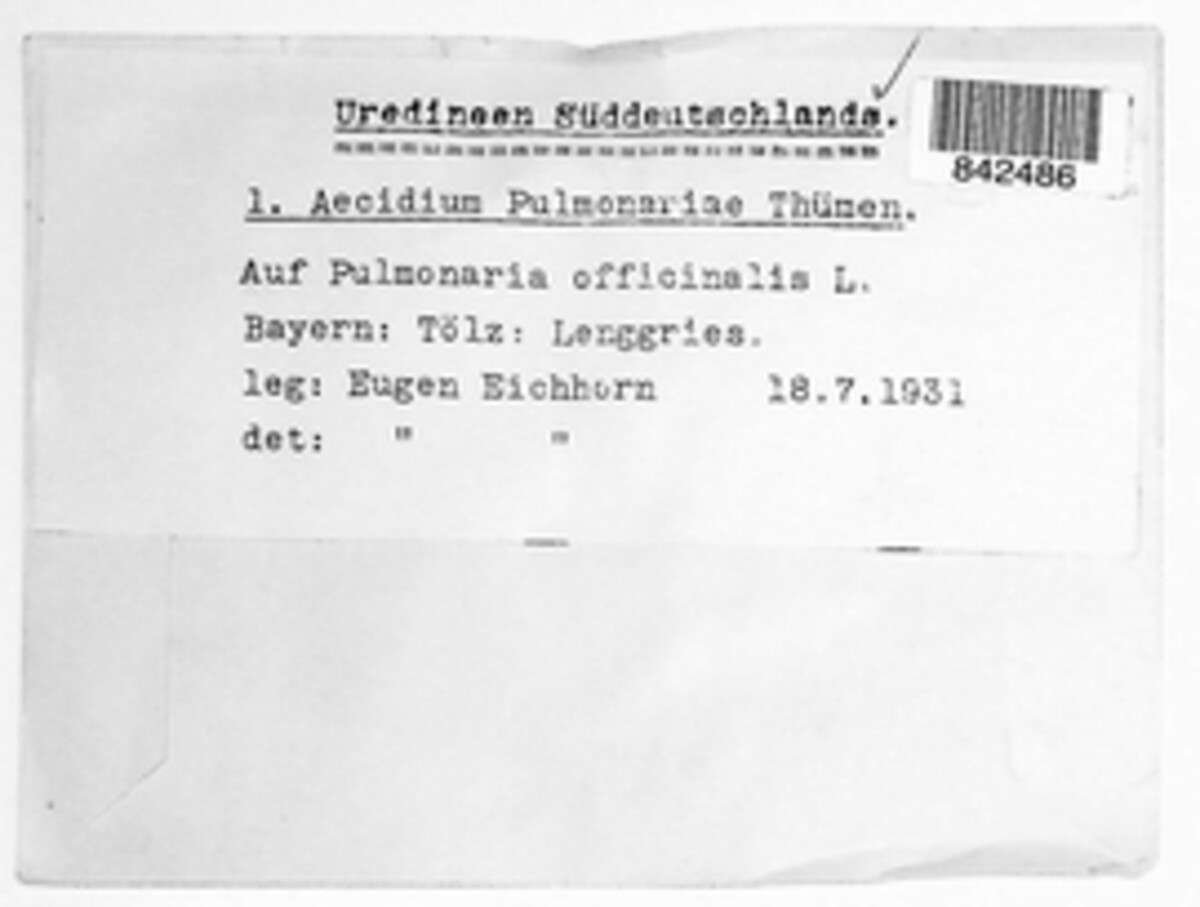 Uredineen Süddeutschlands.
842486
1. Aecidium Pulmonariae Thümen.
Auf Pulmonaria officinalis L.
Bayern: Tölz: Lenggries.
leg: Eugen Eichhorn 18.7.1931
det: " "